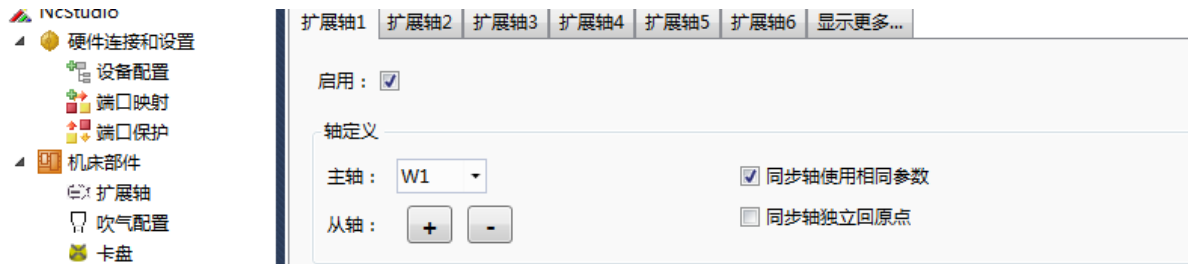 NcStudio
硬件连接和设置
设备配置
端口映射
端口保护
机床部件
扩展轴
吹气配置
卡盘
扩展轴1 扩展轴2 扩展轴3 扩展轴4 扩展轴5 扩展轴6 显示更多...
启用：
轴定义
主轴： W1
同步轴使用相同参数
从轴： + -
同步轴独立回原点